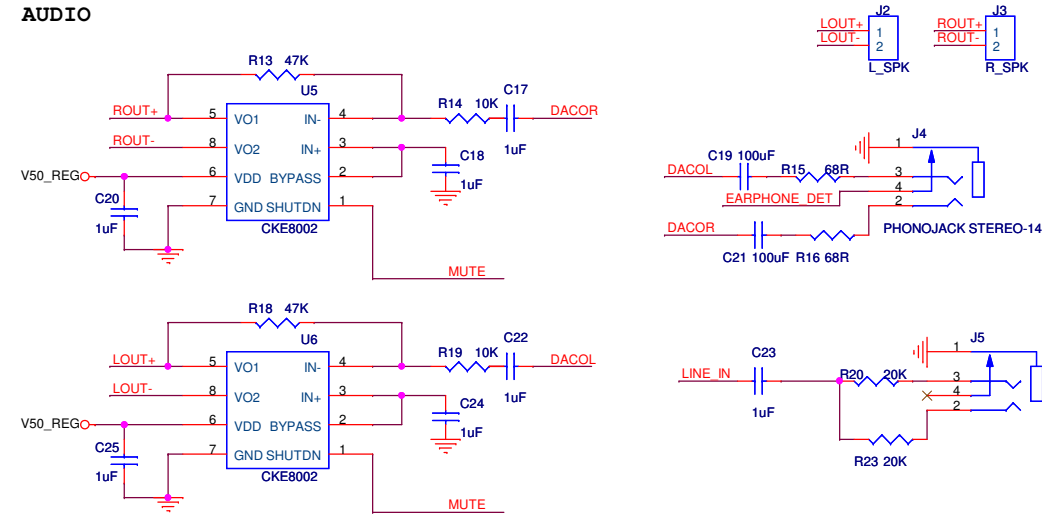 AUDIO
J2
LOUT+
LOUT-
1
2
L_SPK
J3
ROUT+
ROUT-
1
2
R_SPK
R13 47K
U5
ROUT+ 5 VO1 IN- 4
R14 10K
C17
1uF
DACOR
ROUT- 8 VO2 IN+ 3
C18
1uF
V50_REG 6 VDD BYPASS 2
C20
1uF
7 GND SHUTDN 1
CKE8002
MUTE
J4
1
C19 100uF
DACOL
R15 68R
3
4
EARPHONE_DET
2
DACOR
C21 100uF R16 68R
PHONOJACK STEREO-14
R18 47K
U6
LOUT+ 5 VO1 IN- 4
R19 10K
C22
1uF
DACOL
LOUT- 8 VO2 IN+ 3
C24
1uF
V50_REG 6 VDD BYPASS 2
C25
1uF
7 GND SHUTDN 1
CKE8002
MUTE
J5
1
C23
LINE_IN
1uF
R20 20K
3
4
2
R23 20K